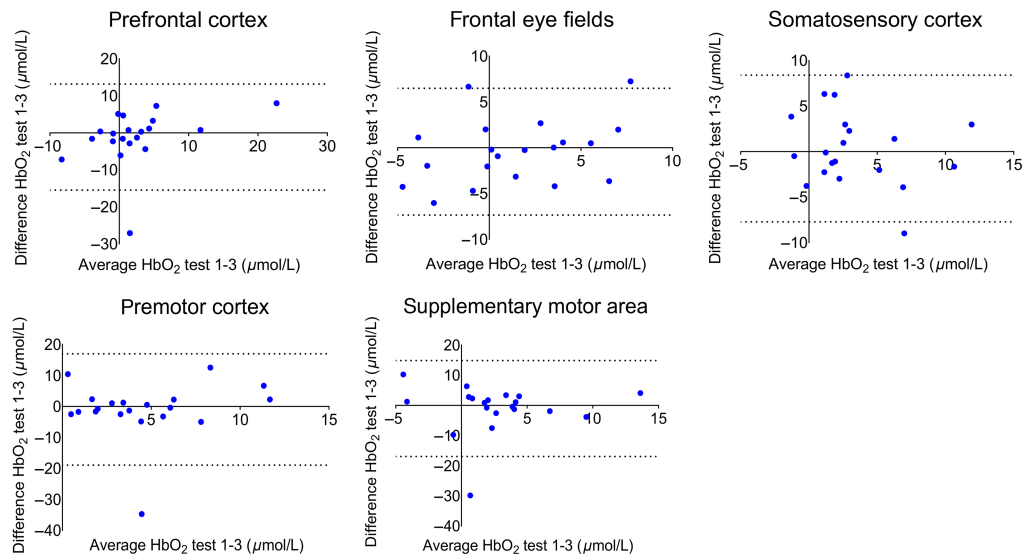 Prefrontal cortex
Difference HbO2 test 1-3 (µmol/L)
20
10
−10
−20
−30
−10
10
20
30
Average HbO2 test 1-3 (µmol/L)
Frontal eye fields
Difference HbO2 test 1-3 (µmol/L)
10
5
−5
−10
−5
5
10
Average HbO2 test 1-3 (µmol/L)
Somatosensory cortex
Difference HbO2 test 1-3 (µmol/L)
10
5
−5
−10
−5
5
10
15
Average HbO2 test 1-3 (µmol/L)
Premotor cortex
Difference HbO2 test 1-3 (µmol/L)
20
10
0
−10
−20
−30
−40
5
10
15
Average HbO2 test 1-3 (µmol/L)
Supplementary motor area
Difference HbO2 test 1-3 (µmol/L)
20
10
−10
−20
−30
−40
−5
5
10
15
Average HbO2 test 1-3 (µmol/L)